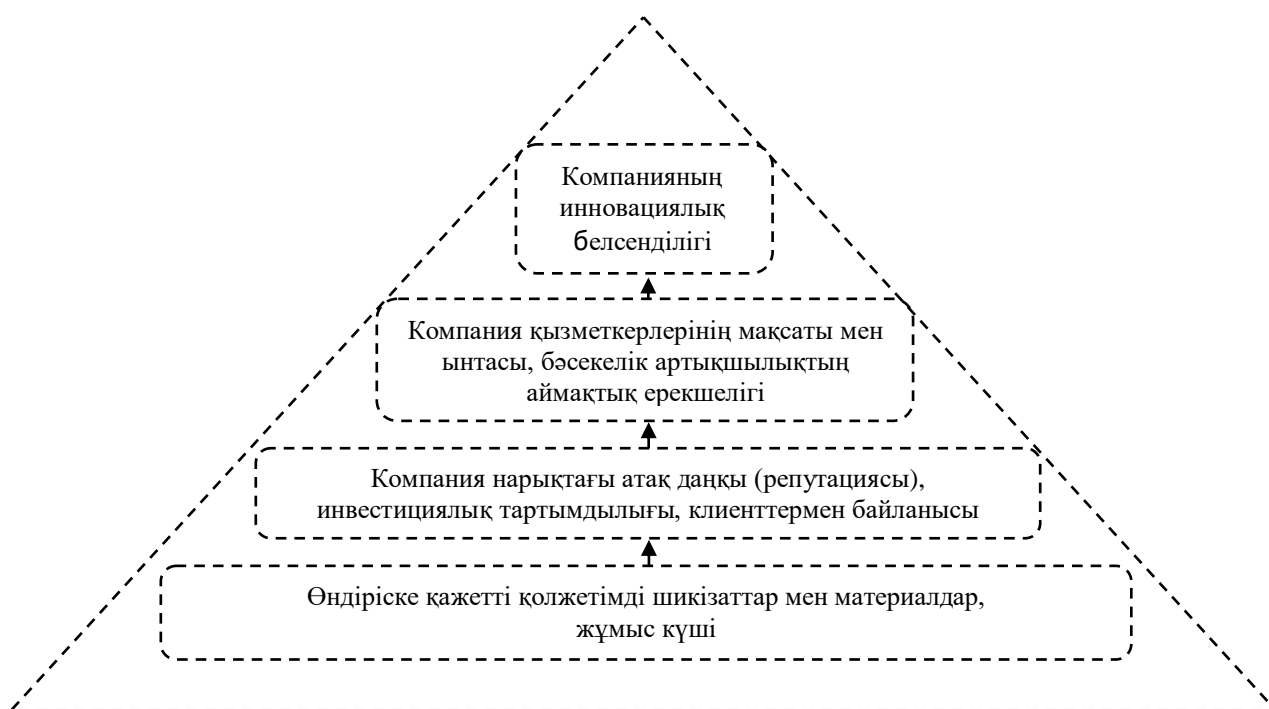 Компанияның
инновациялық
белсенділігі
Компания қызметкерлерінің мақсаты мен
ынтасы, бәсекелік артықшылықтың
аймақтық ерекшелігі
Компания нарықтағы атақ даңқы (репутациясы),
инвестициялық тартымдылығы, клиенттермен байланысы
Өндіріске қажетті қолжетімді шикізаттар мен материалдар,
жұмыс күші